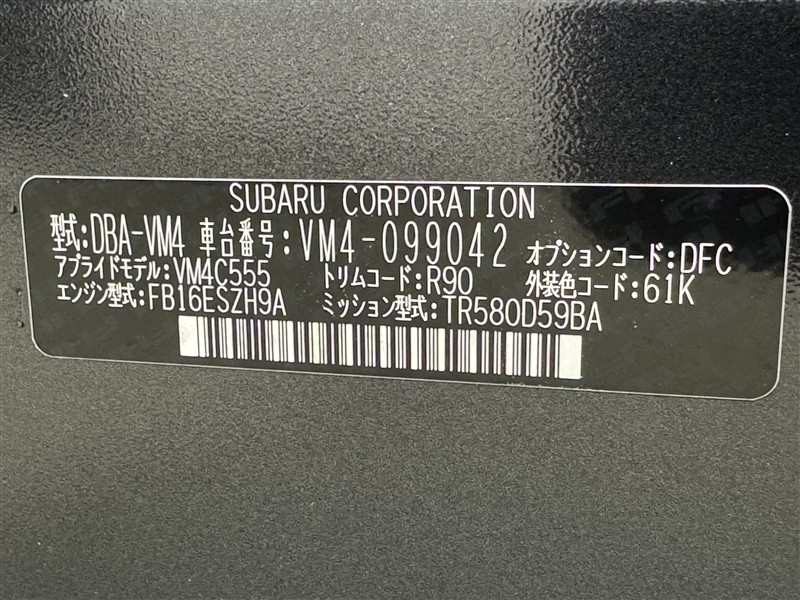 SUBARU CORPORATION
型式:DBA-VM4 車台番号:VM4-099042 オプションコード:DFC
アプライドモデル:VM4C555 トリムコード:R90 外装色コード:61K
エンジン型式:FB16ESZH9A ミッション型式:TR580D59BA